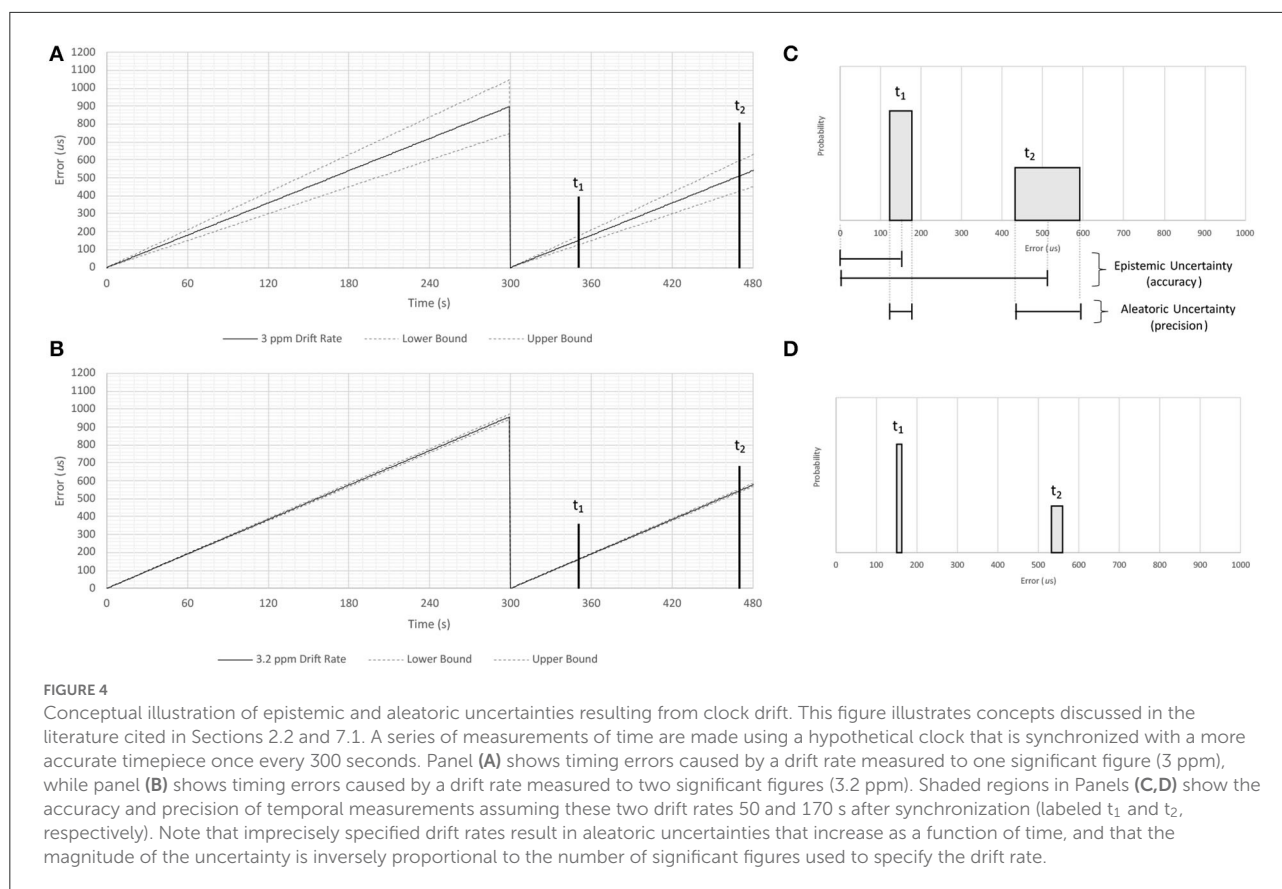 A
1200
1100
1000
900
800
700
600
500
400
300
200
100
0
Error (us)
t1
t2
0 60 120 180 240 300 360 420 480
Time (s)
3 ppm Drift Rate Lower Bound Upper Bound
B
1200
1100
1000
900
800
700
600
500
400
300
200
100
0
Error (us)
t1
t2
0 60 120 180 240 300 360 420 480
Time (s)
3.2 ppm Drift Rate Lower Bound Upper Bound
C
Probability
t1
t2
0 100 200 300 400 500 600 700 800 900 1000
Error (us)
Epistemic Uncertainty
(accuracy)
Aleatoric Uncertainty
(precision)
D
Probability
t1
t2
0 100 200 300 400 500 600 700 800 900 1000
Error (us)
FIGURE 4
Conceptual illustration of epistemic and aleatoric uncertainties resulting from clock drift. This figure illustrates concepts discussed in the
literature cited in Sections 2.2 and 7.1. A series of measurements of time are made using a hypothetical clock that is synchronized with a more
accurate timepiece once every 300 seconds. Panel (A) shows timing errors caused by a drift rate measured to one significant figure (3 ppm),
while panel (B) shows timing errors caused by a drift rate measured to two significant figures (3.2 ppm). Shaded regions in Panels (C,D) show the
accuracy and precision of temporal measurements assuming these two drift rates 50 and 170 s after synchronization (labeled t1 and t2,
respectively). Note that imprecisely specified drift rates result in aleatoric uncertainties that increase as a function of time, and that the
magnitude of the uncertainty is inversely proportional to the number of significant figures used to specify the drift rate.